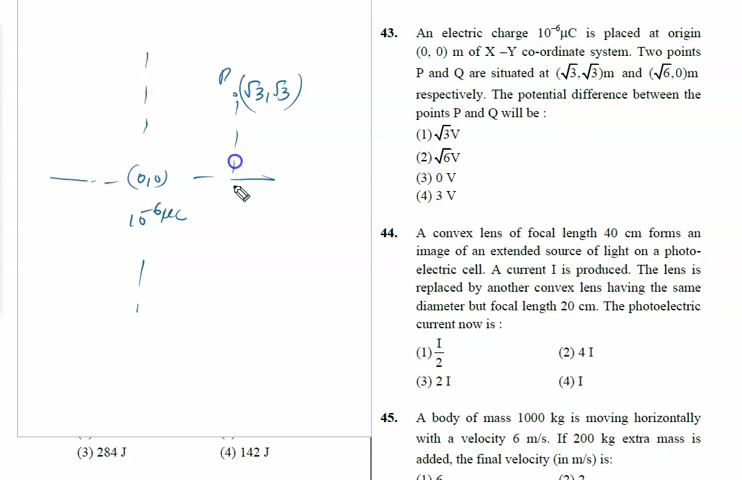 P
(√3, √3)
(0,0)
10⁻⁶μC
(3) 284 J (4) 142 J
43. An electric charge 10⁻⁶μC is placed at origin
(0, 0) m of X –Y co-ordinate system. Two points
P and Q are situated at (√3,√3)m and (√6,0)m
respectively. The potential difference between the
points P and Q will be :
(1) √3V
(2) √6V
(3) 0 V
(4) 3 V
44. A convex lens of focal length 40 cm forms an
image of an extended source of light on a photo-
electric cell. A current I is produced. The lens is
replaced by another convex lens having the same
diameter but focal length 20 cm. The photoelectric
current now is :
(1) I/2 (2) 4 I
(3) 2 I (4) I
45. A body of mass 1000 kg is moving horizontally
with a velocity 6 m/s. If 200 kg extra mass is
added, the final velocity (in m/s) is:
(1) 6 (2) 2